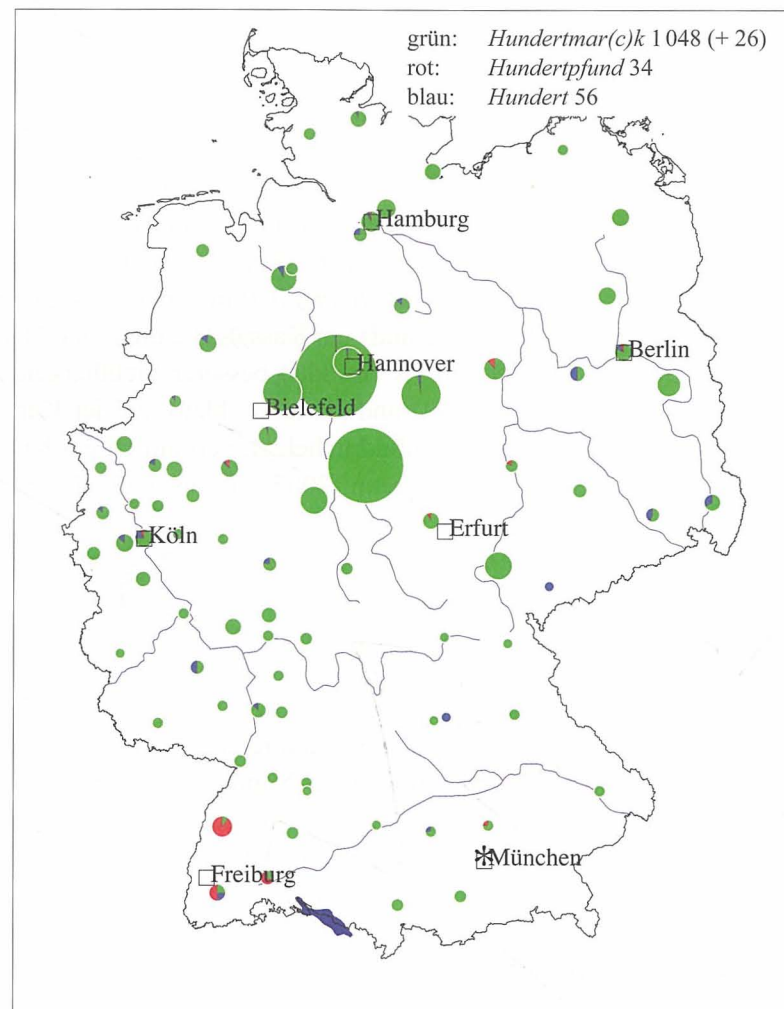 grün: Hundertmar(c)k 1 048 (+ 26)
rot: Hundertpfund 34
blau: Hundert 56
Hamburg
Hannover
Berlin
Bielefeld
Erfurt
Köln
München
Freiburg